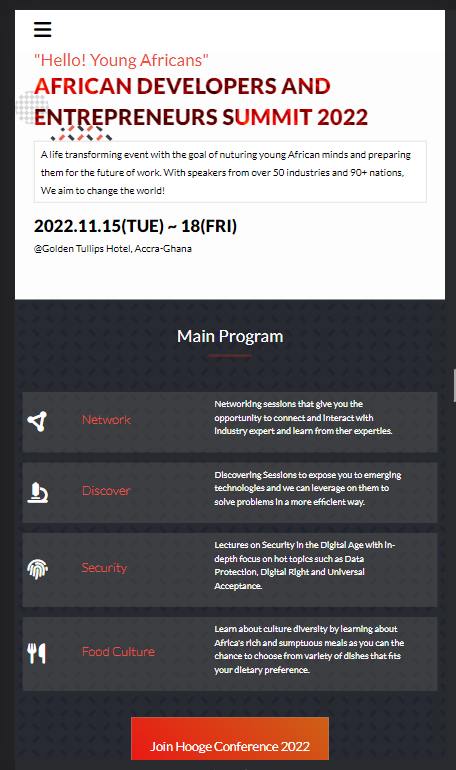 "Hello! Young Africans"
AFRICAN DEVELOPERS AND
ENTREPRENEURS SUMMIT 2022
A life transforming event with the goal of nuturing young African minds and preparing
them for the future of work. With speakers from over 50 industries and 90+ nations,
We aim to change the world!
2022.11.15(TUE) ~ 18(FRI)
@Golden Tullips Hotel, Accra-Ghana
Main Program
Network
Networking sessions that give you the
opportunity to connect and interact with
industry expert and learn from ther experties.
Discover
Discovering Sessions to expose you to emerging
technologies and we can leverage on them to
solve problems in a more efficient way.
Security
Lectures on Security in the Digital Age with in-
depth focus on hot topics such as Data
Protection, Digital Right and Universal
Acceptance.
Food Culture
Learn about culture diversity by learning about
Africa's rich and sumptuous meals as you can the
chance to choose from variety of dishes that fits
your dietary preference.
Join Hooge Conference 2022